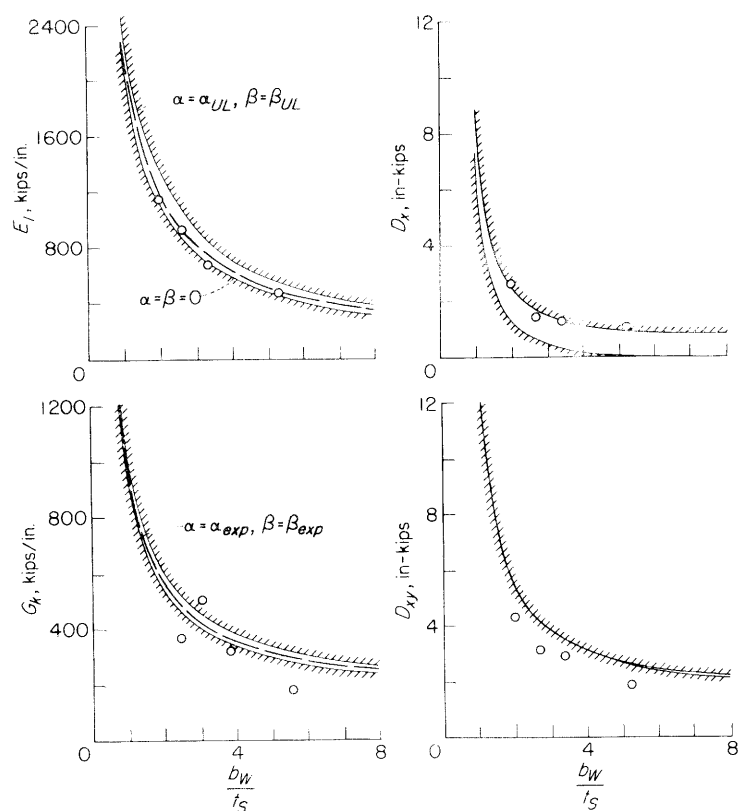 2400
1600
800
0
E₁, kips/in.
α=α_UL, β=β_UL
α=β=0
12
8
4
0
Dₓ, in-kips
1200
800
400
0
G_k, kips/in.
α=α_exp, β=β_exp
4
8
b_W
t_S
12
8
4
0
D_xy, in-kips
4
8
b_W
t_S